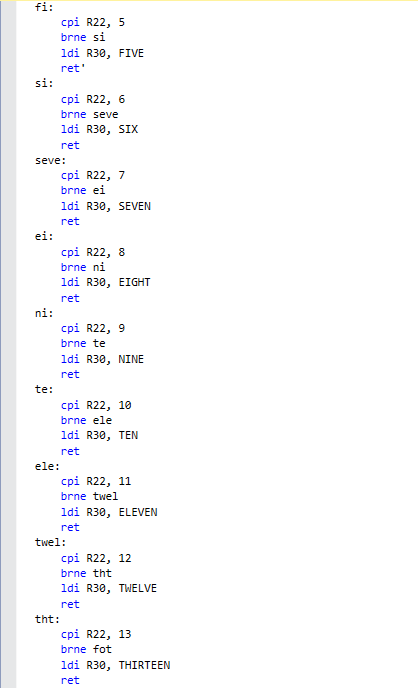 fi:
cpi R22, 5
brne si
ldi R30, FIVE
ret'
si:
cpi R22, 6
brne seve
ldi R30, SIX
ret
seve:
cpi R22, 7
brne ei
ldi R30, SEVEN
ret
ei:
cpi R22, 8
brne ni
ldi R30, EIGHT
ret
ni:
cpi R22, 9
brne te
ldi R30, NINE
ret
te:
cpi R22, 10
brne ele
ldi R30, TEN
ret
ele:
cpi R22, 11
brne twel
ldi R30, ELEVEN
ret
twel:
cpi R22, 12
brne tht
ldi R30, TWELVE
ret
tht:
cpi R22, 13
brne fot
ldi R30, THIRTEEN
ret